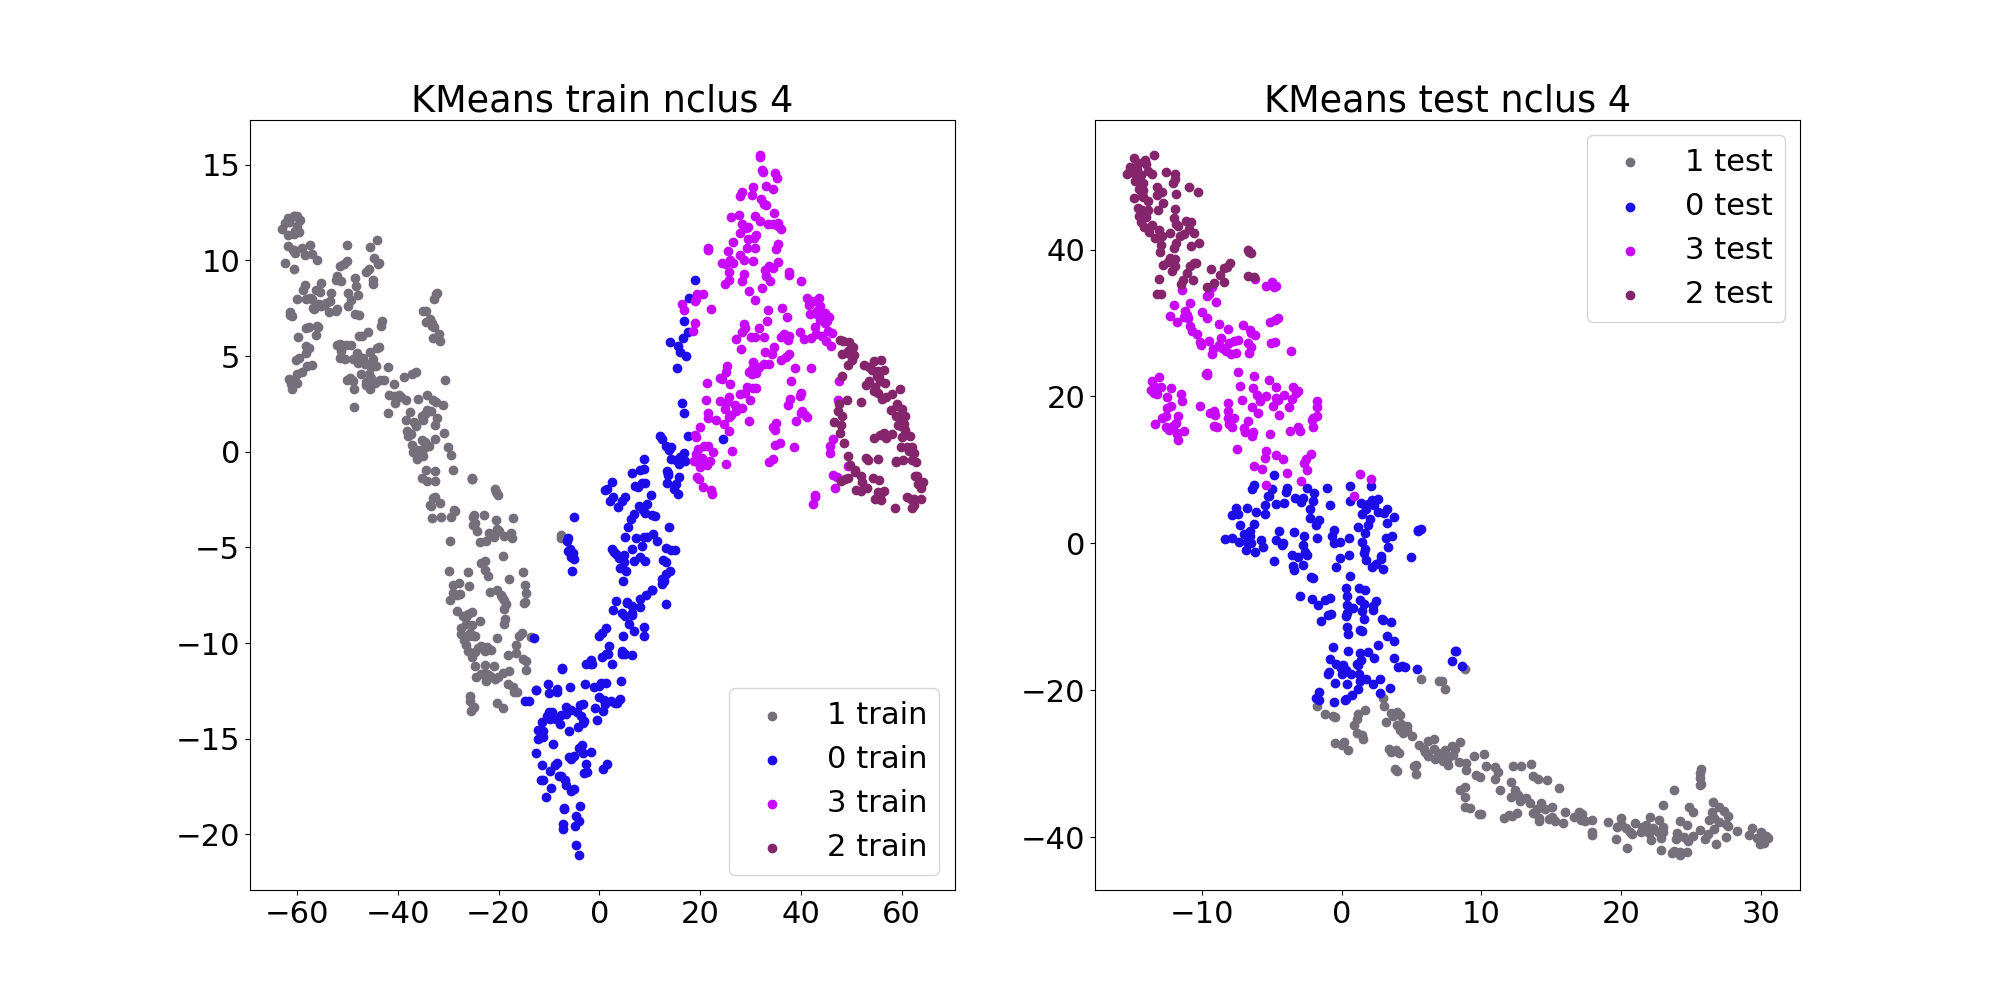 KMeans train nclus 4
15
10
5
0
−5
−10
−15
−20
−60 −40 −20 0 20 40 60
1 train
0 train
3 train
2 train
KMeans test nclus 4
40
20
0
−20
−40
−10 0 10 20 30
1 test
0 test
3 test
2 test